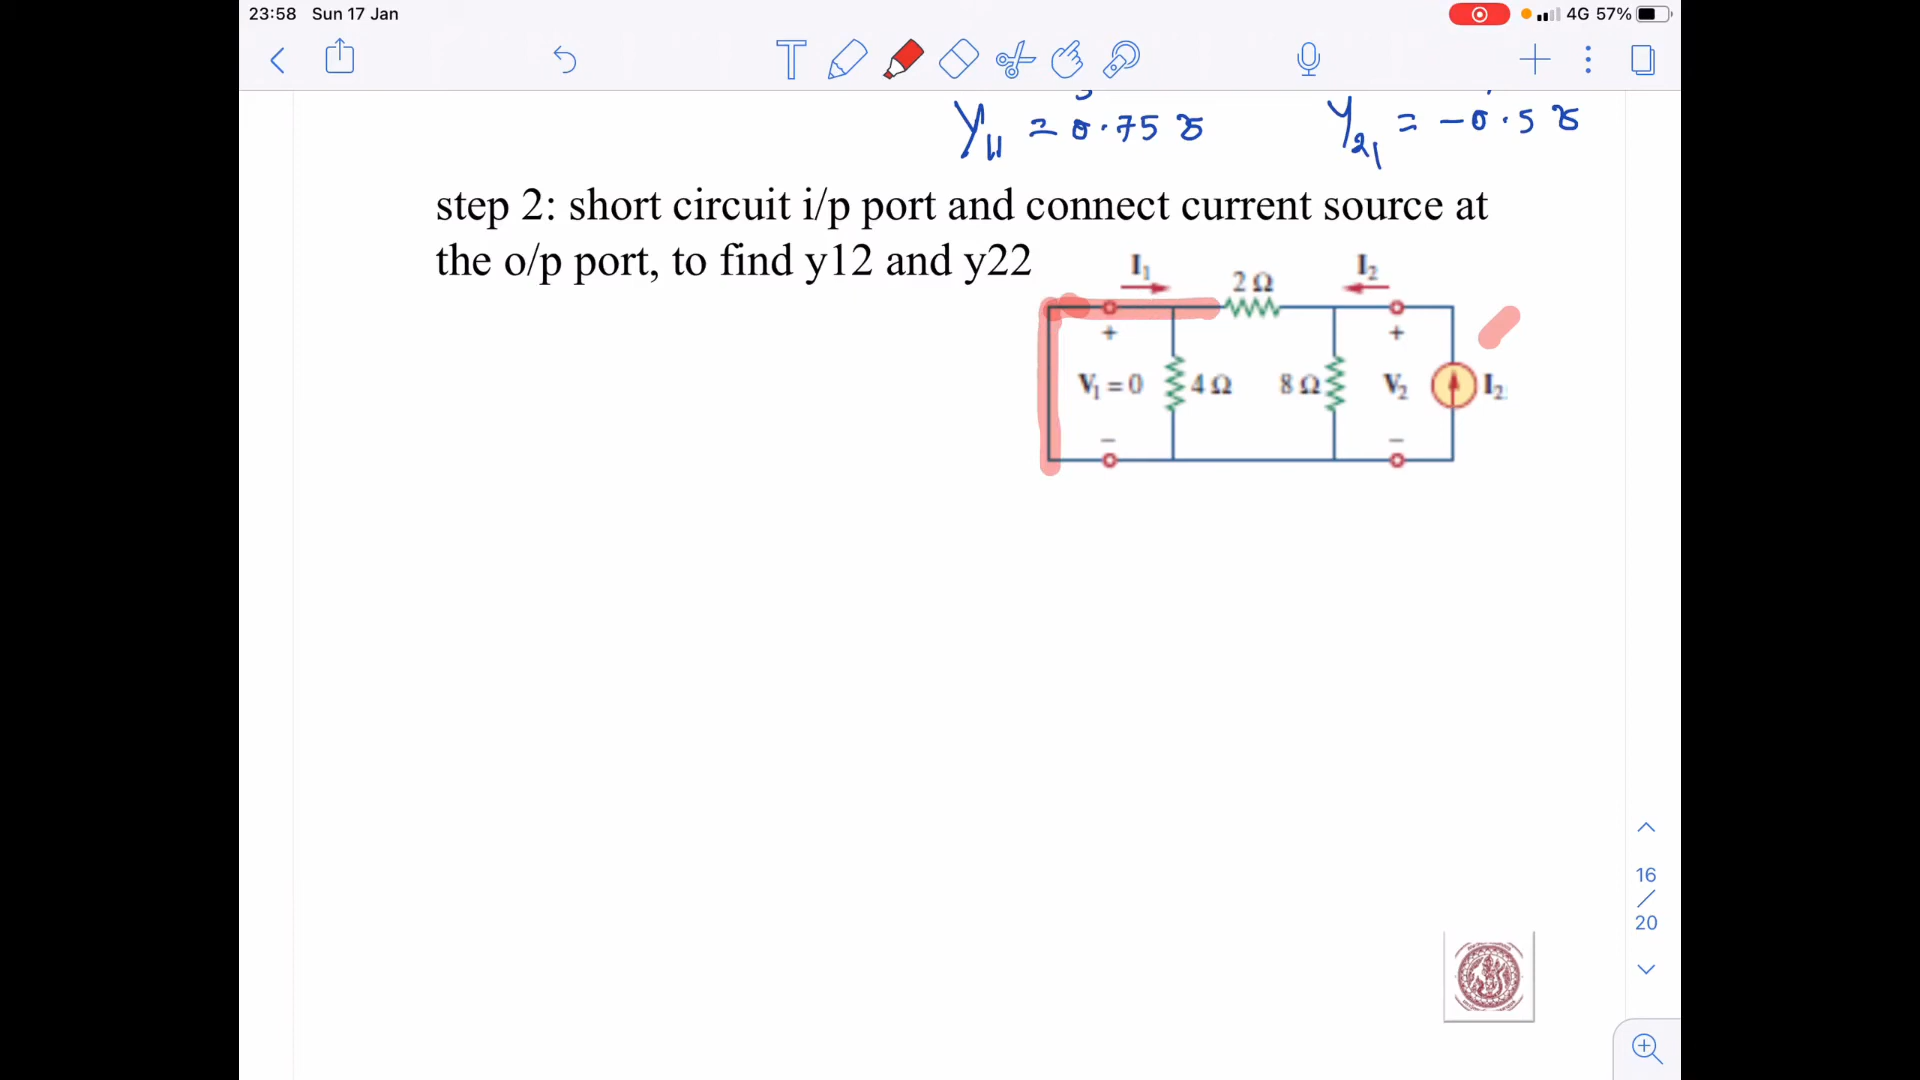 23:58 Sun 17 Jan 4G 57%
T
Y11 = 0.75 ℧ Y21 = -0.5 ℧
step 2: short circuit i/p port and connect current source at
the o/p port, to find y12 and y22
I1 2 Ω I2
+ +
V1 = 0 4 Ω 8 Ω V2 I2
− −
16
/
20